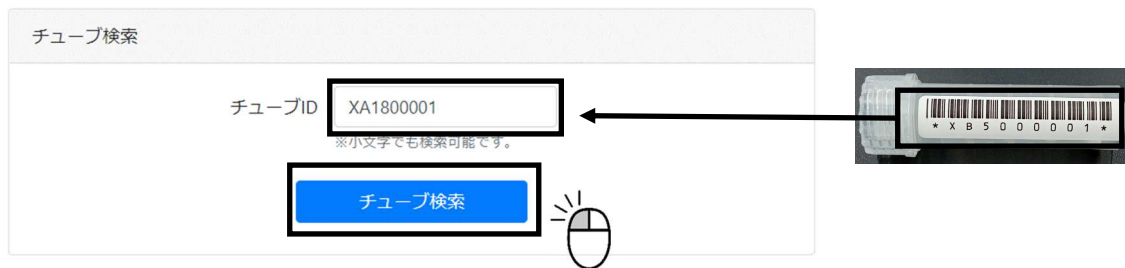 チューブ検索
チューブID
XA1800001
※小文字でも検索可能です。
チューブ検索
* X B 5 0 0 0 0 0 1 *